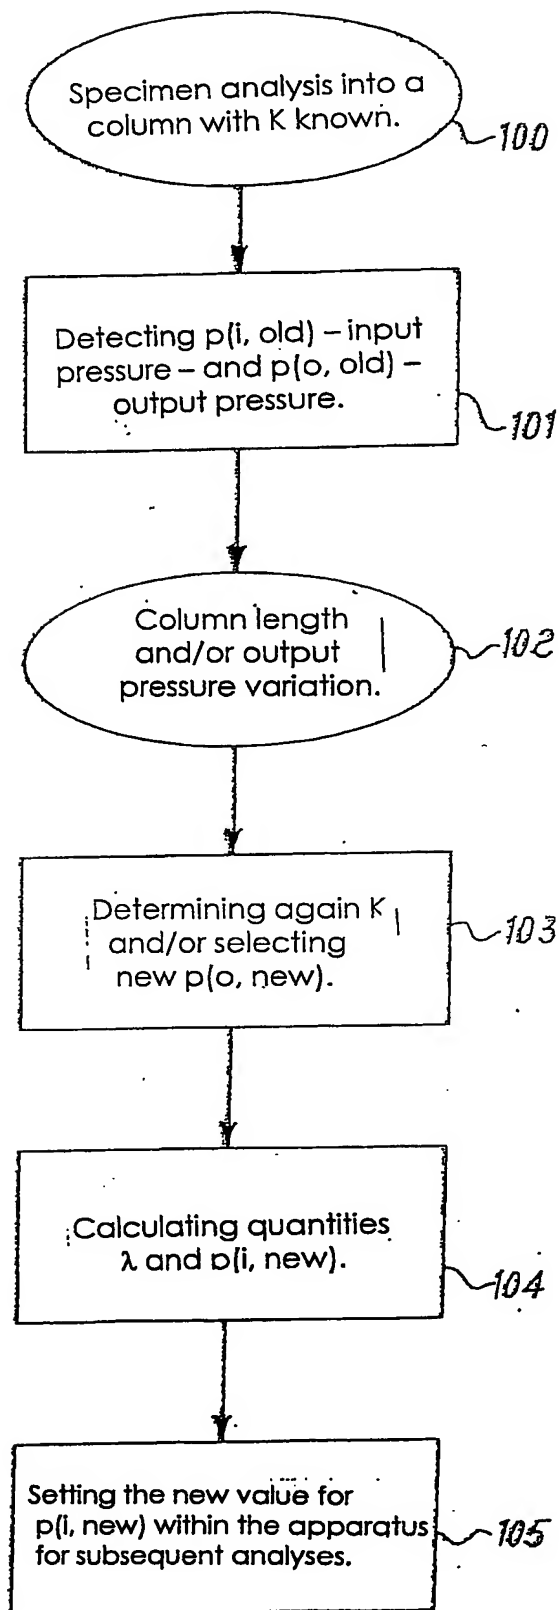 Specimen analysis into a
column with K known.
100
Detecting p(i, old) – input
pressure – and p(o, old) –
output pressure.
101
Column length
and/or output
pressure variation.
102
Determining again K
and/or selecting
new p(o, new).
103
Calculating quantities
λ and p(i, new).
104
Setting the new value for
p(i, new) within the apparatus
for subsequent analyses.
105